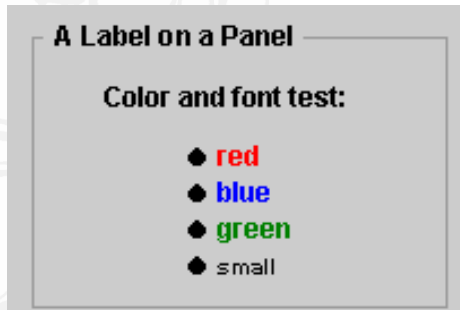 A Label on a Panel
Color and font test:
red
blue
green
small